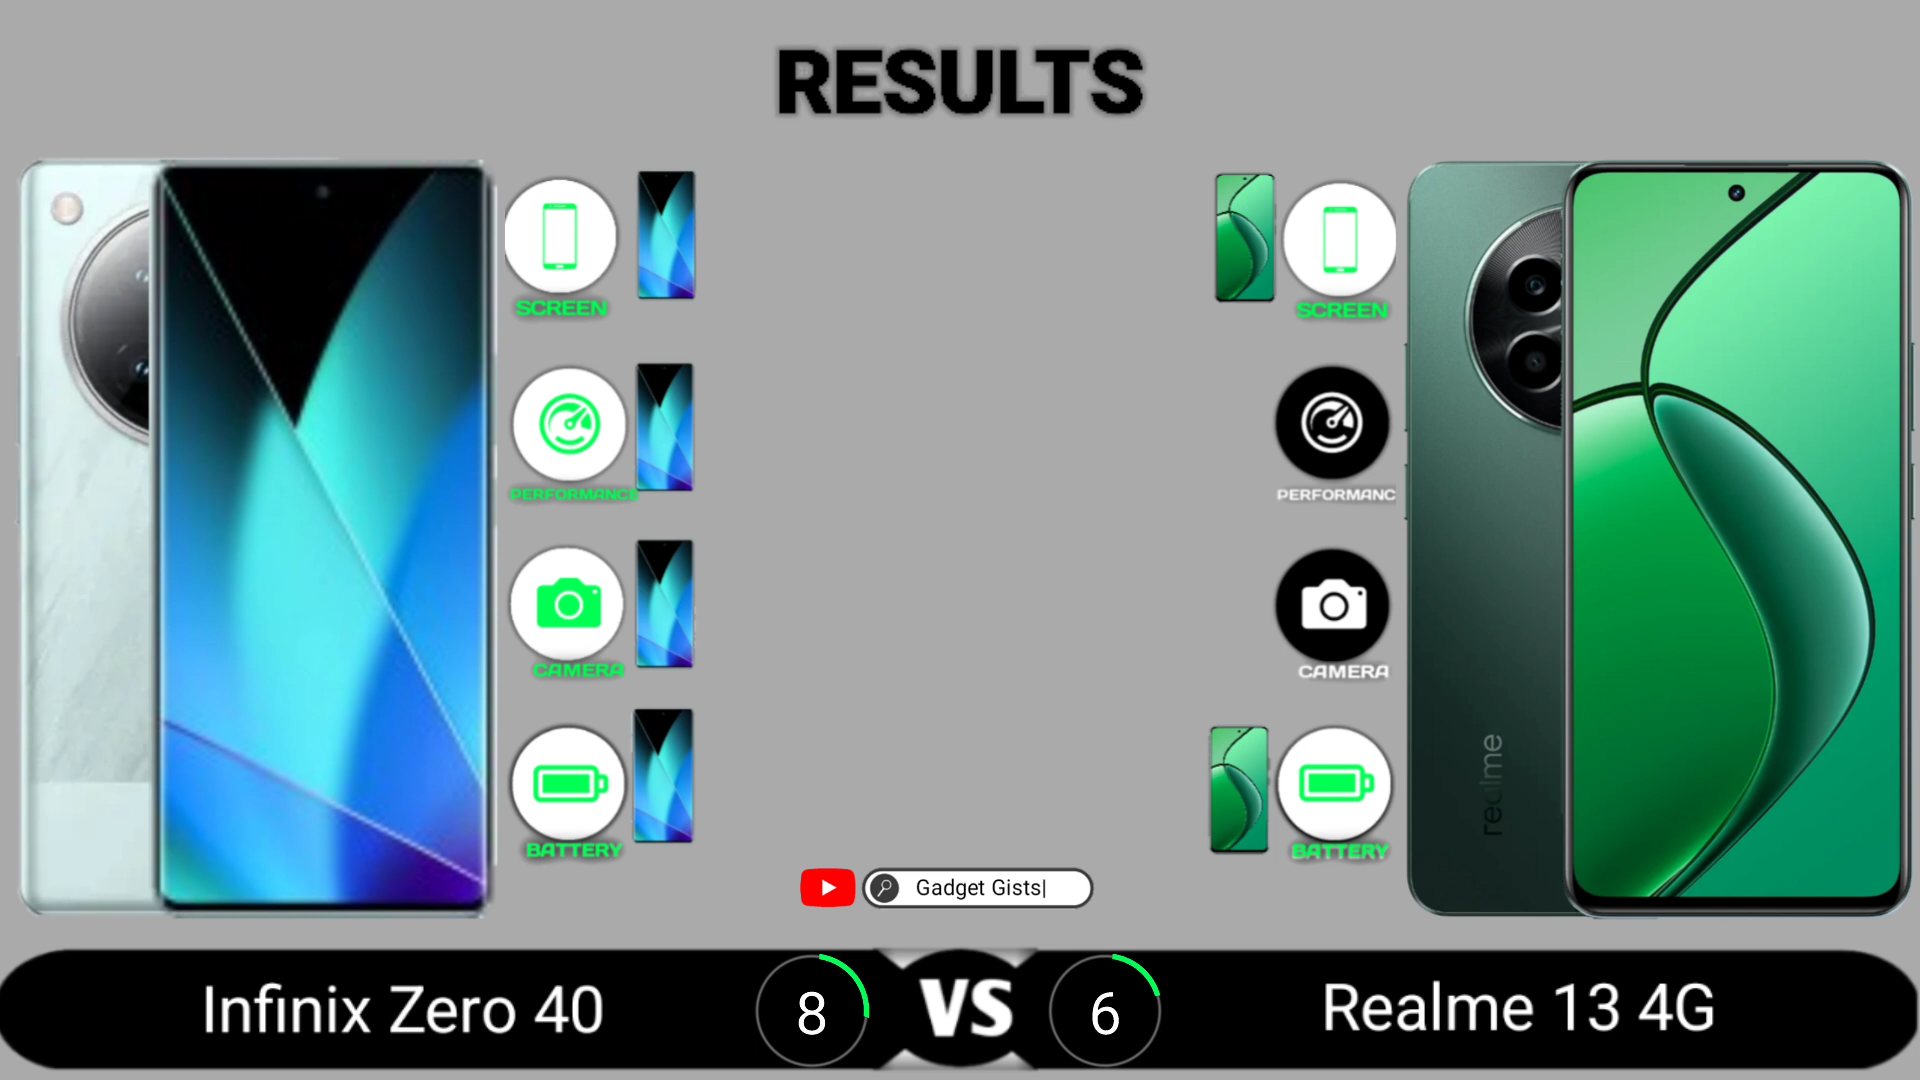 RESULTS
SCREEN
SCREEN
PERFORMANCE
PERFORMANC
CAMERA
CAMERA
realme
BATTERY
BATTERY
Gadget Gists|
Infinix Zero 40
8
VS
6
Realme 13 4G